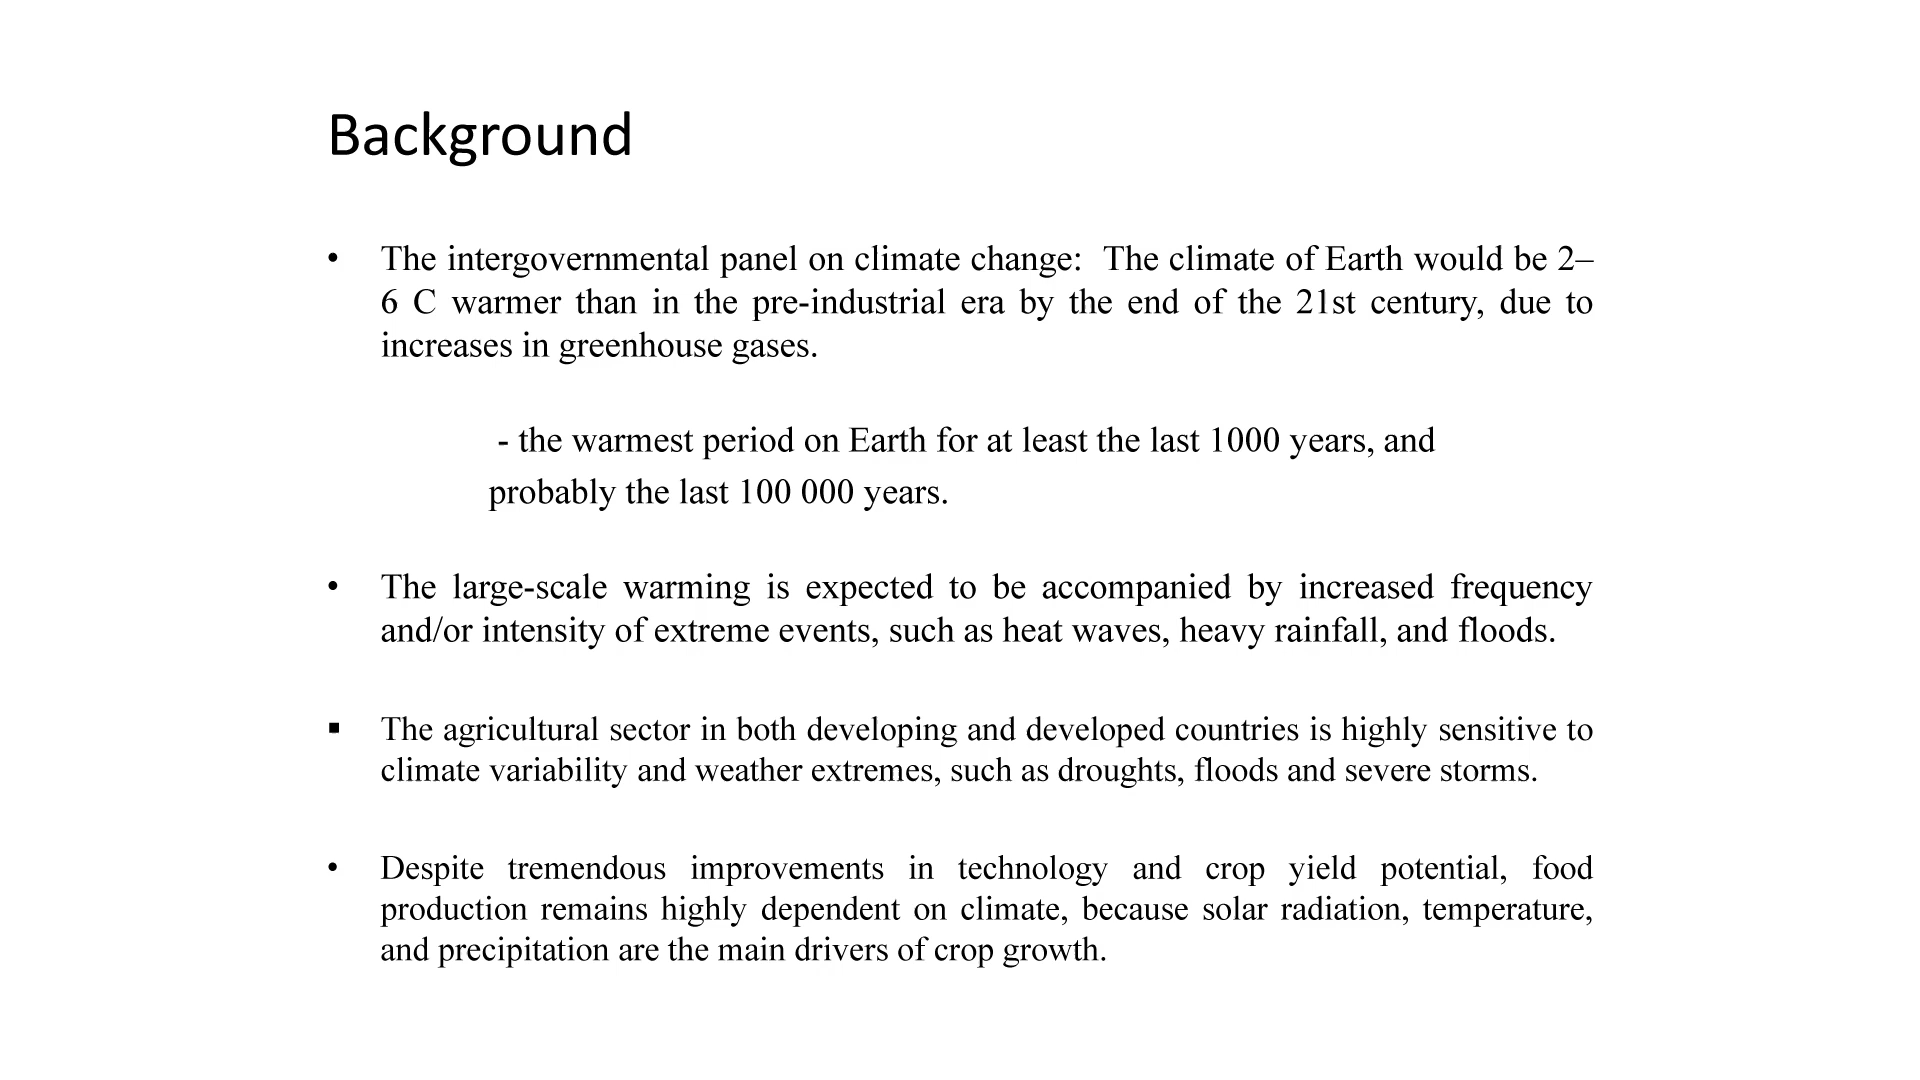 Background
• The intergovernmental panel on climate change:  The climate of Earth would be 2–
6 C warmer than in the pre-industrial era by the end of the 21st century, due to
increases in greenhouse gases.
- the warmest period on Earth for at least the last 1000 years, and
probably the last 100 000 years.
• The large-scale warming is expected to be accompanied by increased frequency
and/or intensity of extreme events, such as heat waves, heavy rainfall, and floods.
▪ The agricultural sector in both developing and developed countries is highly sensitive to
climate variability and weather extremes, such as droughts, floods and severe storms.
• Despite tremendous improvements in technology and crop yield potential, food
production remains highly dependent on climate, because solar radiation, temperature,
and precipitation are the main drivers of crop growth.